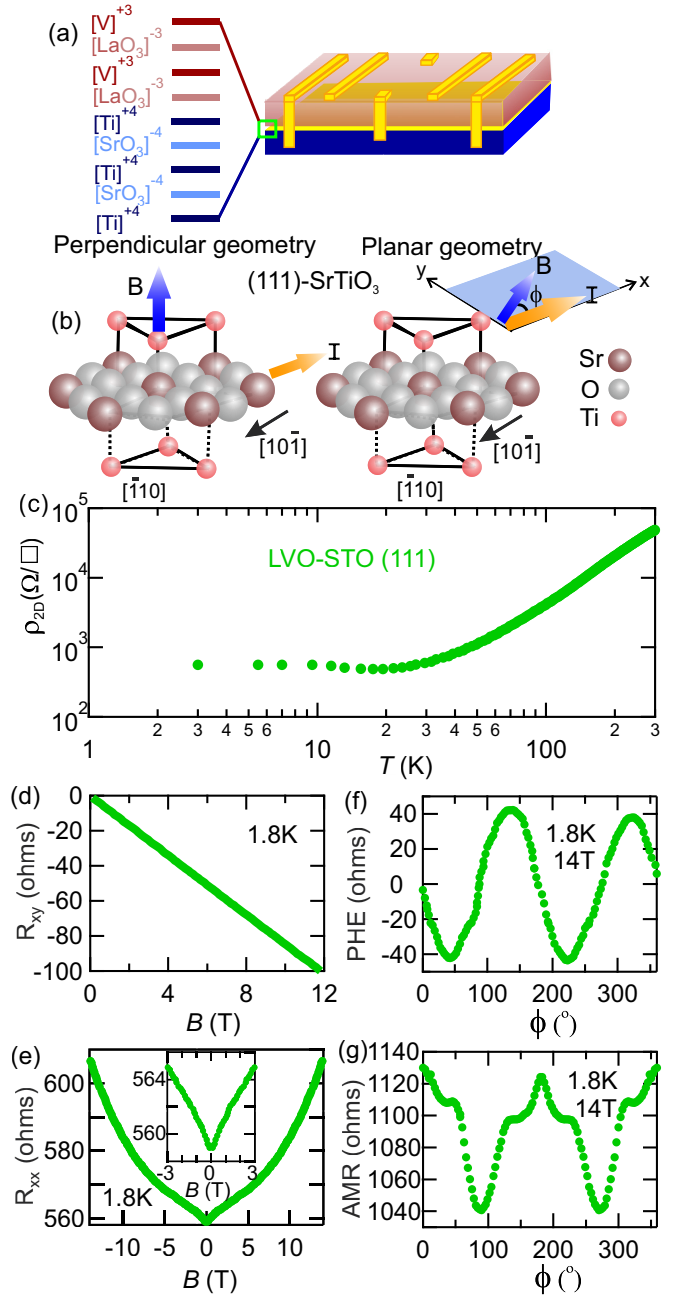 (a)
[V]+3
[LaO3]-3
[V]+3
[LaO3]-3
[Ti]+4
[SrO3]-4
[Ti]+4
[SrO3]-4
[Ti]+4
Perpendicular geometry
Planar geometry
(111)-SrTiO3
B
y
B
ϕ
I
x
(b)
I
Sr
O
Ti
[101̄]
[101̄]
[1̄10]
[1̄10]
(c)
LVO-STO (111)
ρ2D(Ω/□)
10^5
10^4
10^3
10^2
1 2 3 4 5 6 10 2 3 4 5 6 100 2 3
T (K)
(d)
1.8K
Rxy (ohms)
0
-20
-40
-60
-80
-100
0 4 8 12
B (T)
(f)
1.8K
14T
PHE (ohms)
40
20
0
-20
-40
0 100 200 300
ϕ (°)
(e)
Rxx (ohms)
600
580
570
560
1.8K
-10 -5 0 5 10
B (T)
564
560
-3 0 3
B (T)
(g)
1.8K
14T
AMR (ohms)
1140
1120
1100
1080
1060
1040
0 100 200 300
ϕ (°)